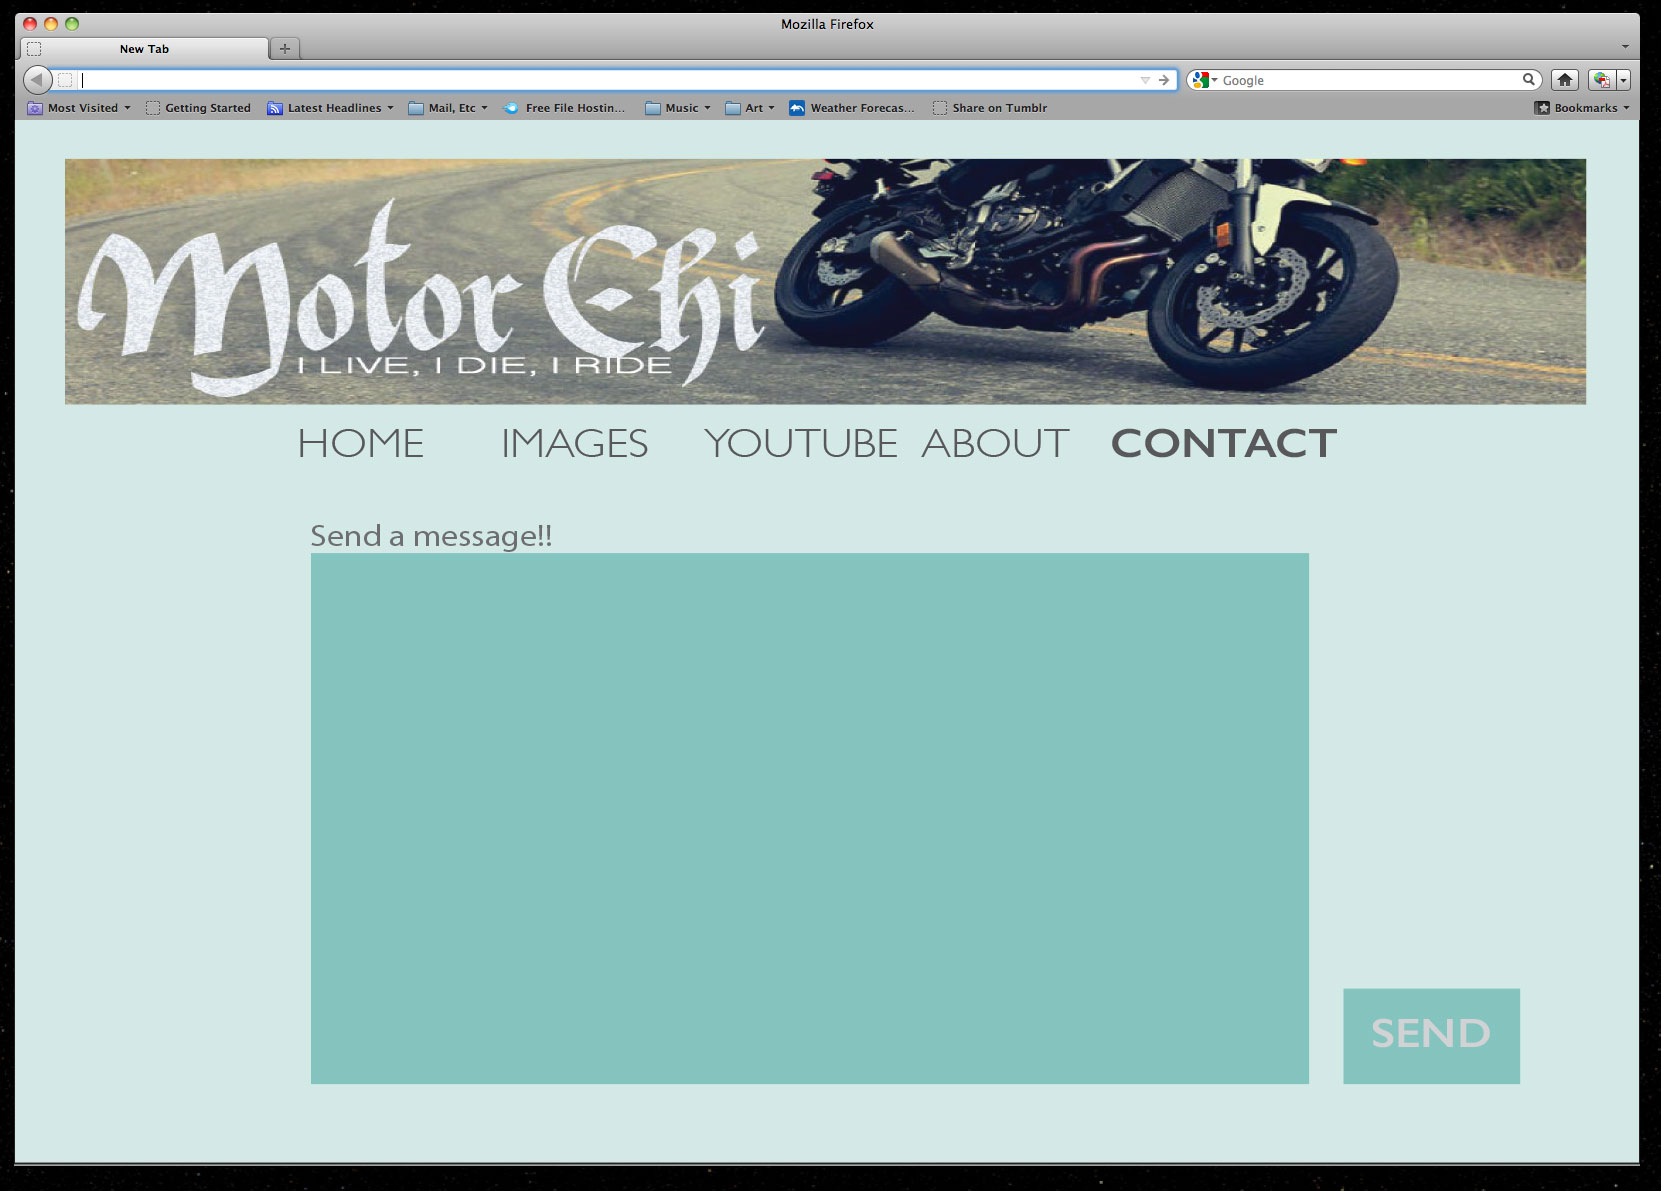 Mozilla Firefox
New Tab
Google
Most Visited Getting Started Latest Headlines Mail, Etc Free File Hostin... Music Art Weather Forecas... Share on Tumblr Bookmarks
Motor Chi
I LIVE, I DIE, I RIDE
HOME IMAGES YOUTUBE ABOUT CONTACT
Send a message!!
SEND